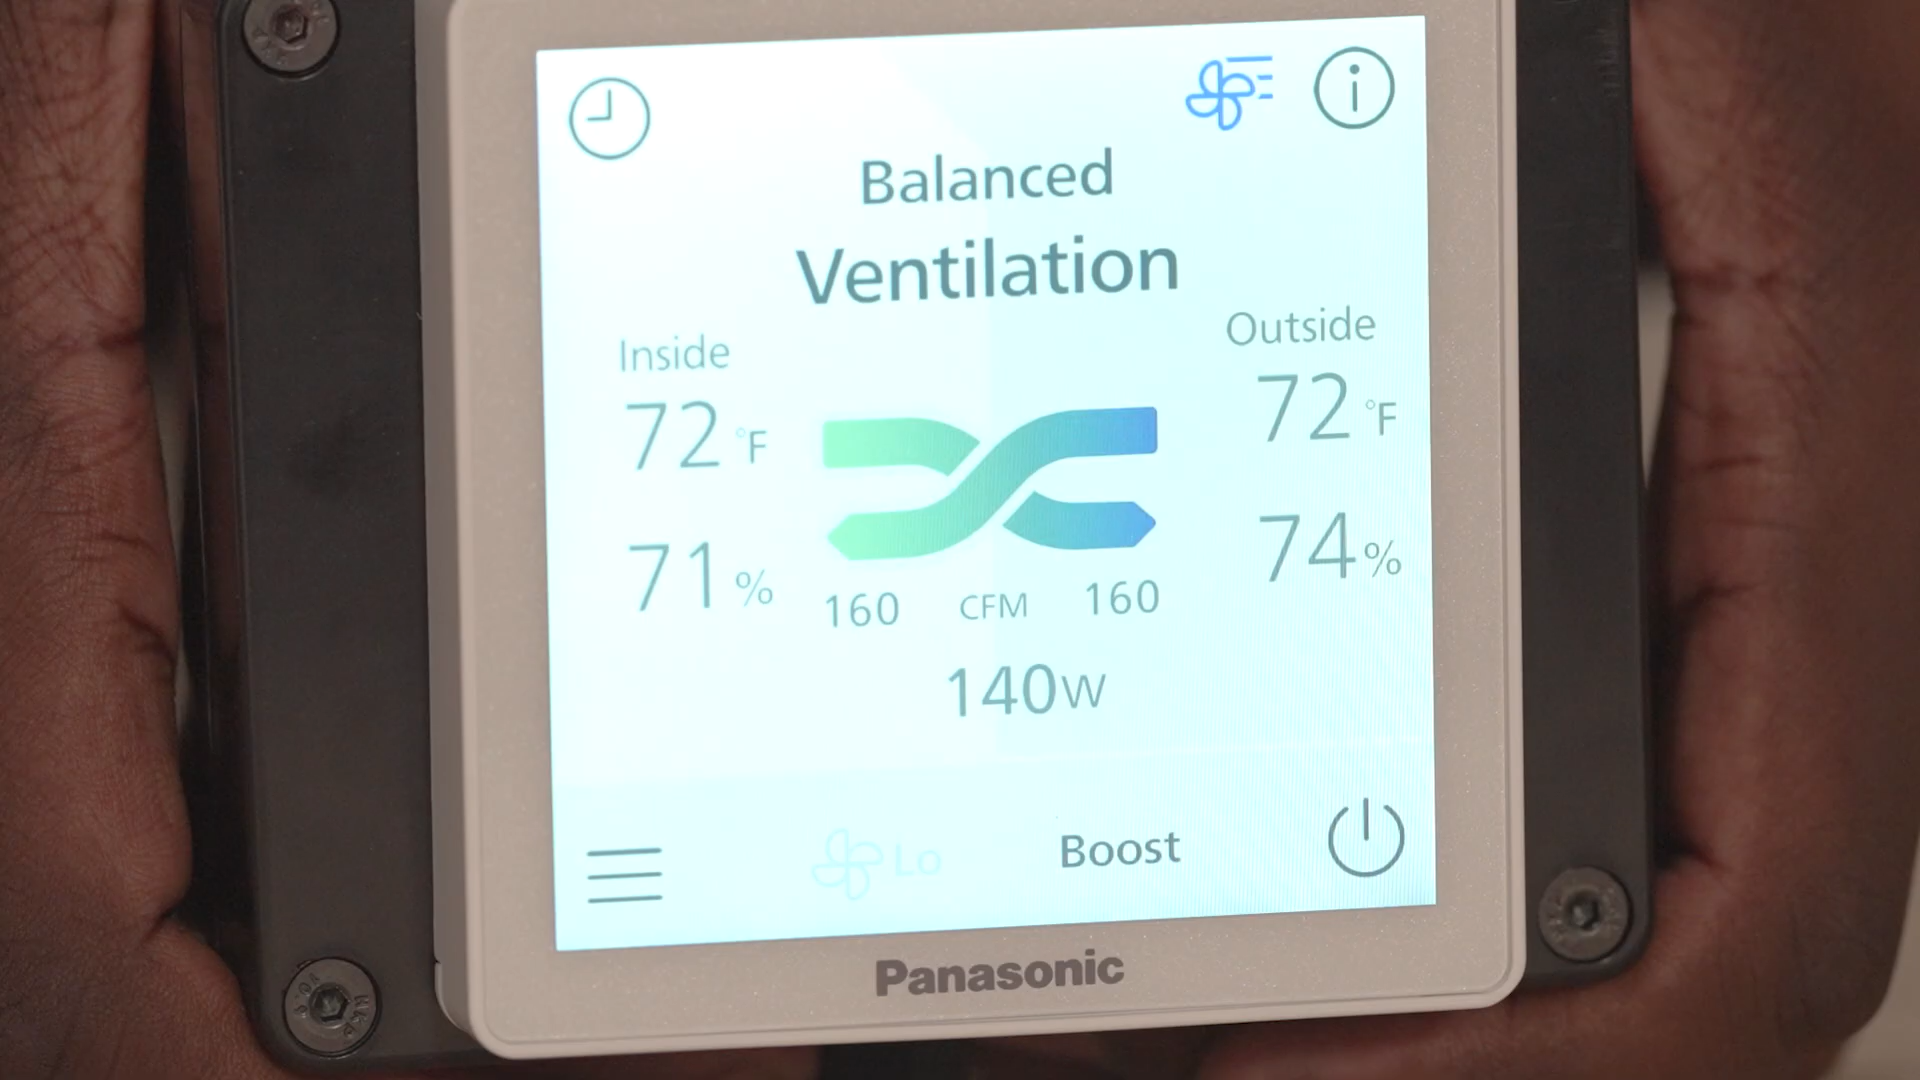 Balanced
Ventilation
Inside
72 °F
71 %
Outside
72 °F
74 %
160 CFM 160
140W
Lo
Boost
Panasonic